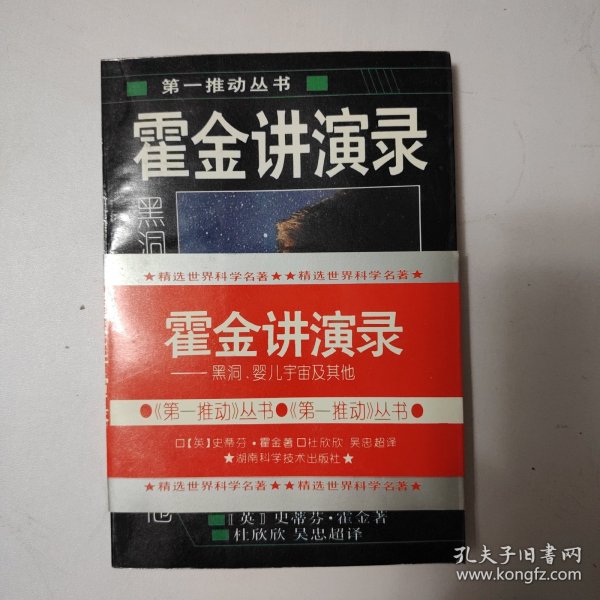 第一推动丛书
霍金讲演录
黑洞
★精选世界科学名著★★精选世界科学名著★
霍金讲演录
——黑洞、婴儿宇宙及其他
●《第一推动》丛书●《第一推动》丛书●
□【英】史蒂芬·霍金著□杜欣欣 吴忠超译
★湖南科学技术出版社★
★精选世界科学名著★★精选世界科学名著★
他
［英］史蒂芬·霍金著
杜欣欣 吴忠超译
孔夫子旧书网
www.kongfz.com